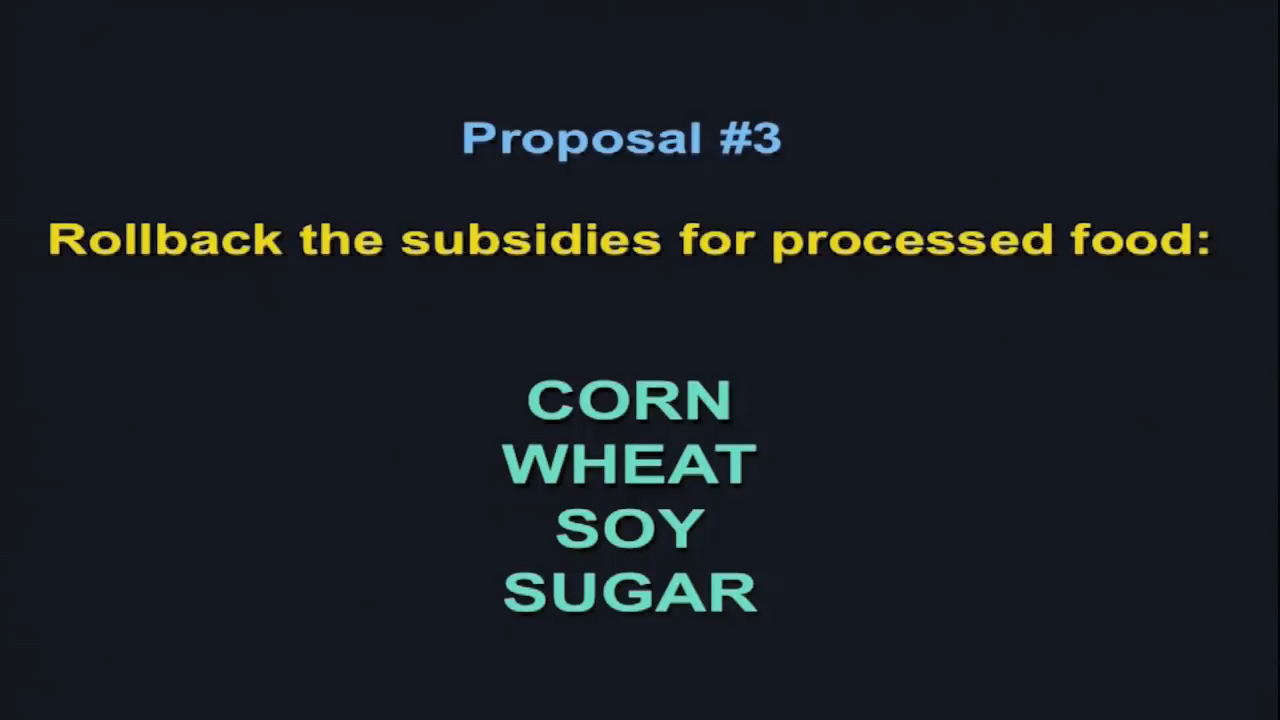 Proposal #3
Rollback the subsidies for processed food:
CORN
WHEAT
SOY
SUGAR